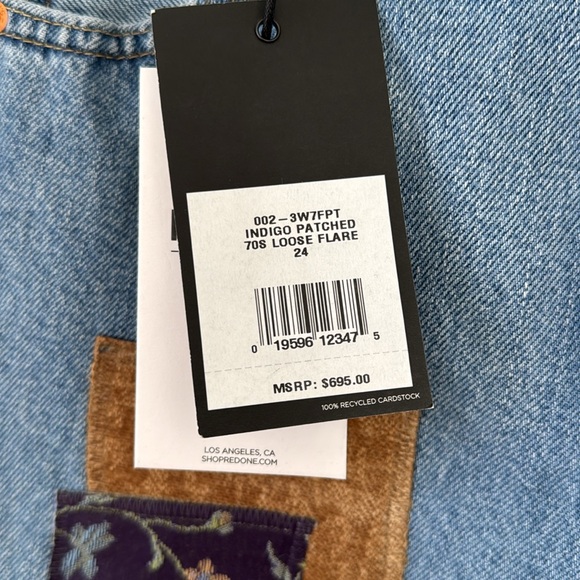 002-3W7FPT
INDIGO PATCHED
70S LOOSE FLARE
24
0 19596 12347 5
MSRP: $695.00
100% RECYCLED CARDSTOCK
LOS ANGELES, CA
SHOPREDONE.COM